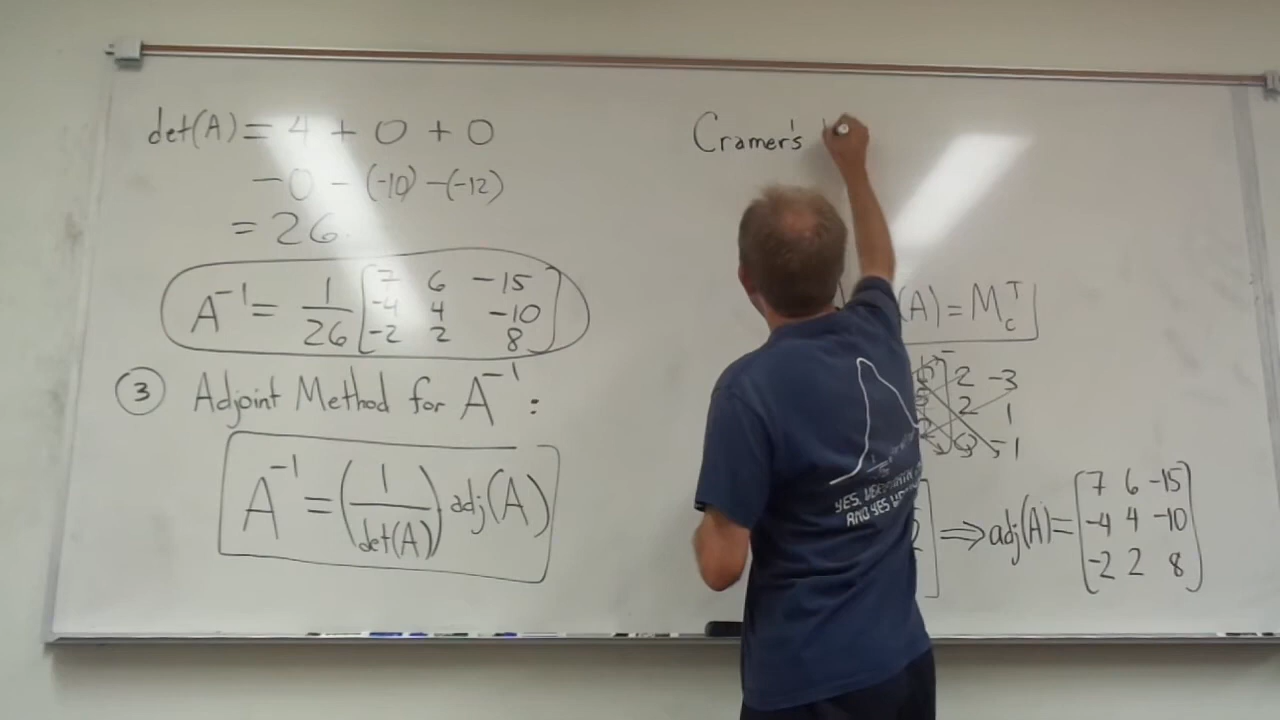 det(A) = 4 + 0 + 0
-0 - (-10) - (-12)
= 26.
A⁻¹ = 1/26 [7 6 -15
-4 4 -10
-2 2 8]
③ Adjoint Method for A⁻¹ :
A⁻¹ = (1/det(A)) adj(A)
Cramer's
(A) = M_c^T
2 -3
2 1
-1
⟹ adj(A) = [7 6 -15
-4 4 -10
-2 2 8]
YES,
AND YES